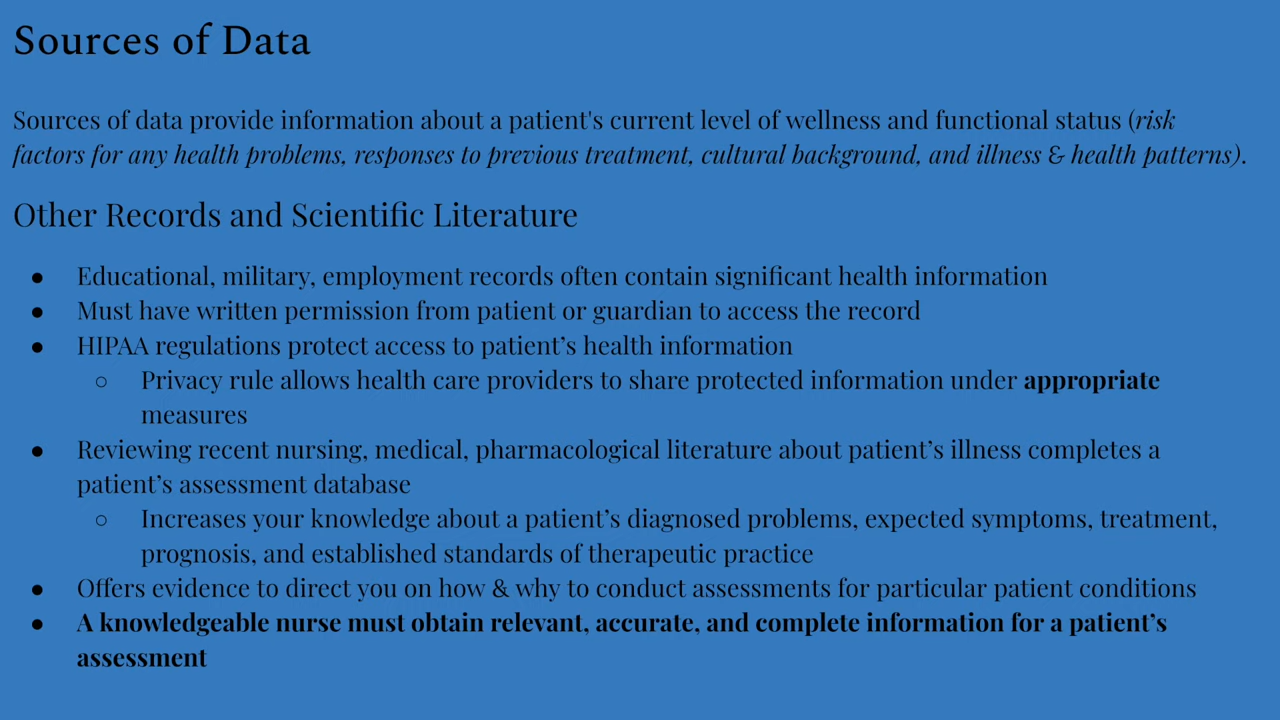 Sources of Data
Sources of data provide information about a patient's current level of wellness and functional status (risk
factors for any health problems, responses to previous treatment, cultural background, and illness & health patterns).
Other Records and Scientific Literature
● Educational, military, employment records often contain significant health information
● Must have written permission from patient or guardian to access the record
● HIPAA regulations protect access to patient’s health information
○ Privacy rule allows health care providers to share protected information under appropriate
measures
● Reviewing recent nursing, medical, pharmacological literature about patient’s illness completes a
patient’s assessment database
○ Increases your knowledge about a patient’s diagnosed problems, expected symptoms, treatment,
prognosis, and established standards of therapeutic practice
● Offers evidence to direct you on how & why to conduct assessments for particular patient conditions
● A knowledgeable nurse must obtain relevant, accurate, and complete information for a patient’s
assessment